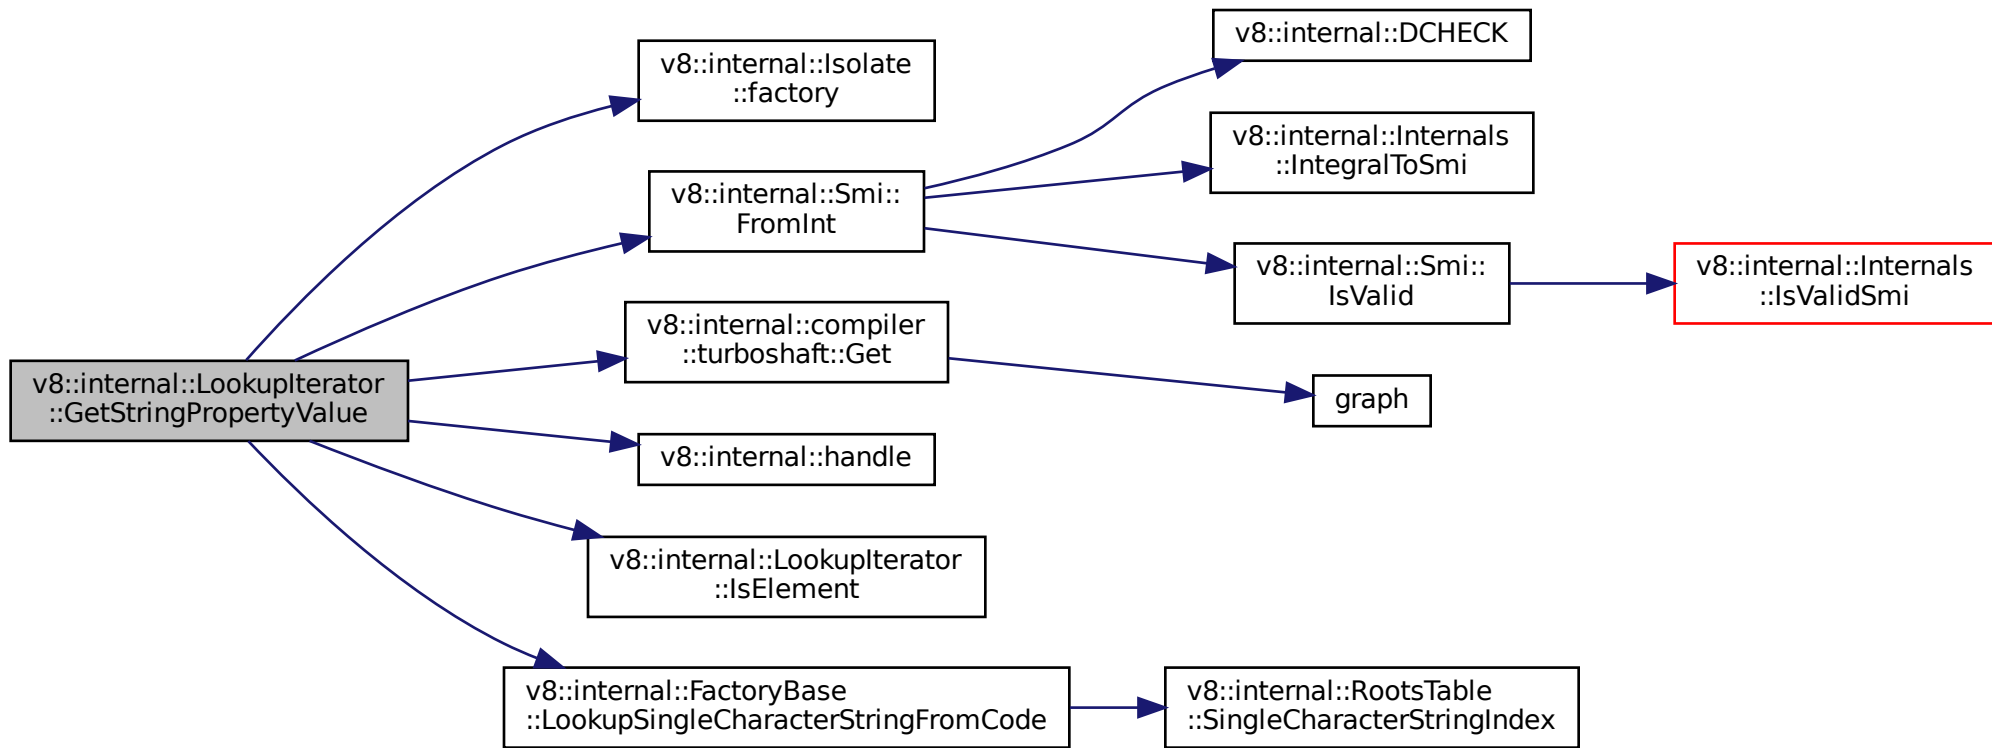 v8::internal::LookupIterator
::GetStringPropertyValue
v8::internal::Isolate
::factory
v8::internal::Smi::
FromInt
v8::internal::DCHECK
v8::internal::Internals
::IntegralToSmi
v8::internal::Smi::
IsValid
v8::internal::Internals
::IsValidSmi
v8::internal::compiler
::turboshaft::Get
graph
v8::internal::handle
v8::internal::LookupIterator
::IsElement
v8::internal::FactoryBase
::LookupSingleCharacterStringFromCode
v8::internal::RootsTable
::SingleCharacterStringIndex